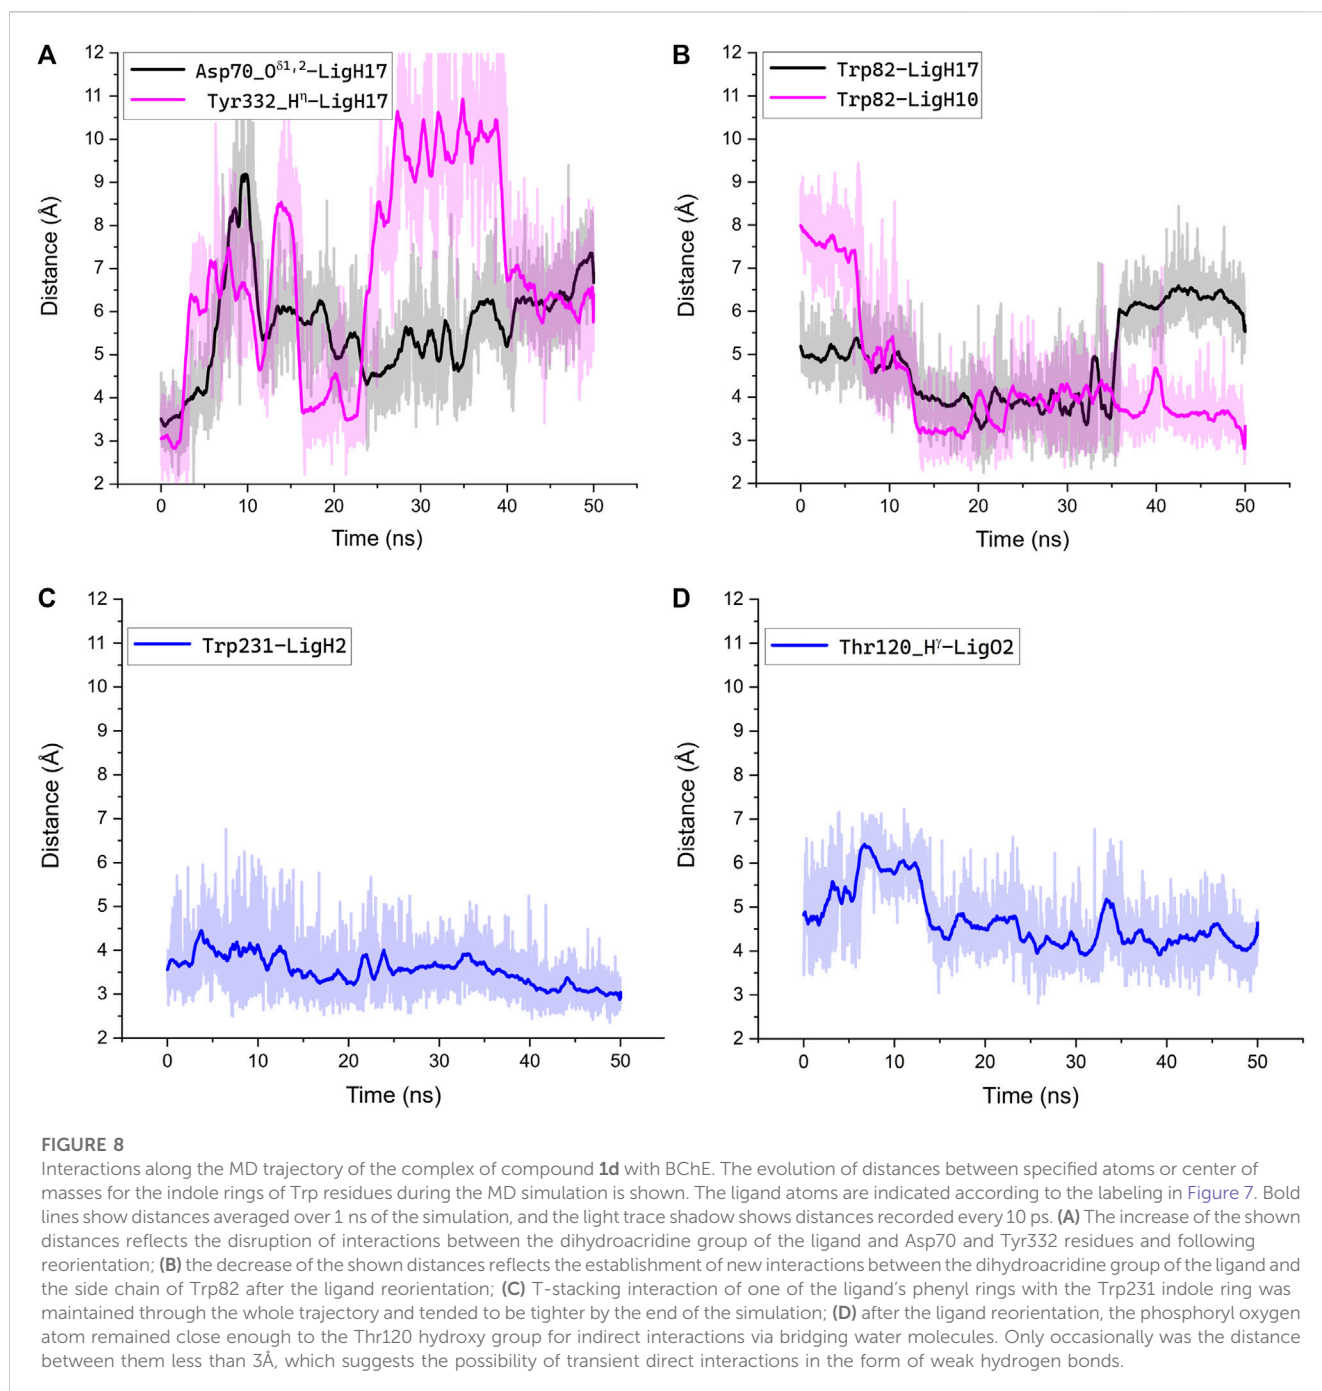 A
Asp70_Oδ1,2-LigH17
Tyr332_Hη-LigH17
12
11
10
9
8
7
6
5
4
3
2
Distance (Å)
0
10
20
30
40
50
Time (ns)
B
Trp82-LigH17
Trp82-LigH10
12
11
10
9
8
7
6
5
4
3
2
Distance (Å)
0
10
20
30
40
50
Time (ns)
C
Trp231-LigH2
12
11
10
9
8
7
6
5
4
3
2
Distance (Å)
0
10
20
30
40
50
Time (ns)
D
Thr120_Hγ-LigO2
12
11
10
9
8
7
6
5
4
3
2
Distance (Å)
0
10
20
30
40
50
Time (ns)
FIGURE 8
Interactions along the MD trajectory of the complex of compound 1d with BChE. The evolution of distances between specified atoms or center of
masses for the indole rings of Trp residues during the MD simulation is shown. The ligand atoms are indicated according to the labeling in Figure 7. Bold
lines show distances averaged over 1 ns of the simulation, and the light trace shadow shows distances recorded every 10 ps. (A) The increase of the shown
distances reflects the disruption of interactions between the dihydroacridine group of the ligand and Asp70 and Tyr332 residues and following
reorientation; (B) the decrease of the shown distances reflects the establishment of new interactions between the dihydroacridine group of the ligand and
the side chain of Trp82 after the ligand reorientation; (C) T-stacking interaction of one of the ligand's phenyl rings with the Trp231 indole ring was
maintained through the whole trajectory and tended to be tighter by the end of the simulation; (D) after the ligand reorientation, the phosphoryl oxygen
atom remained close enough to the Thr120 hydroxy group for indirect interactions via bridging water molecules. Only occasionally was the distance
between them less than 3Å, which suggests the possibility of transient direct interactions in the form of weak hydrogen bonds.